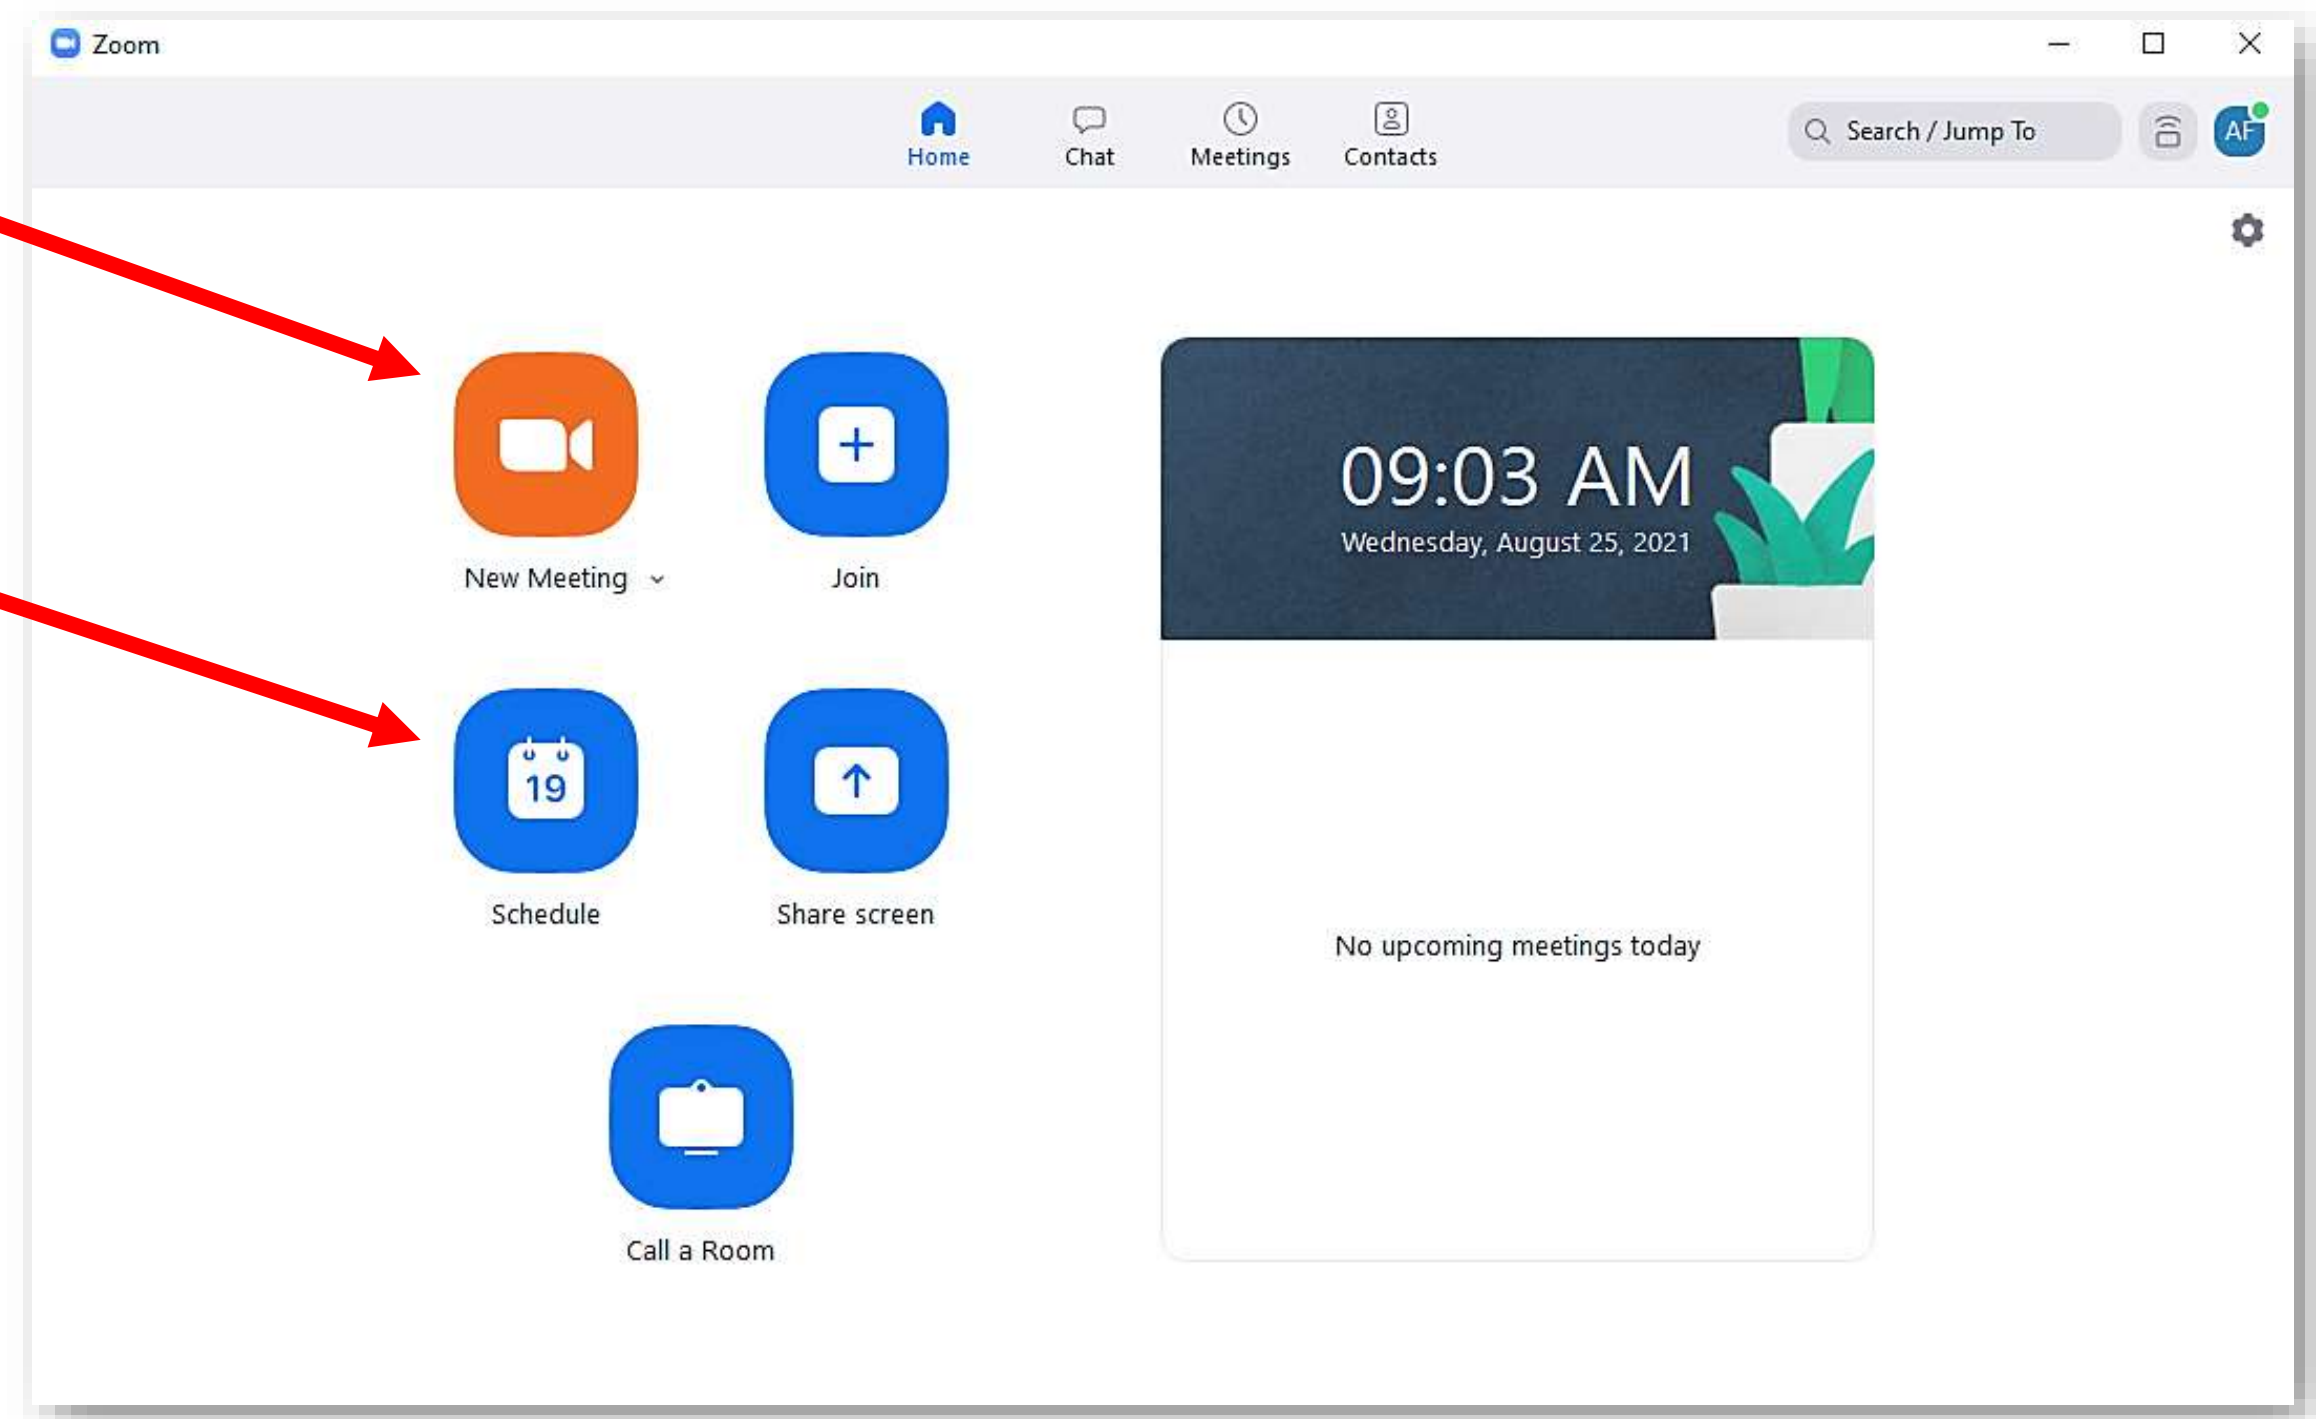 Zoom
Home
Chat
Meetings
Contacts
Search / Jump To
AF
New Meeting
Join
09:03 AM
Wednesday, August 25, 2021
19
Schedule
Share screen
No upcoming meetings today
Call a Room